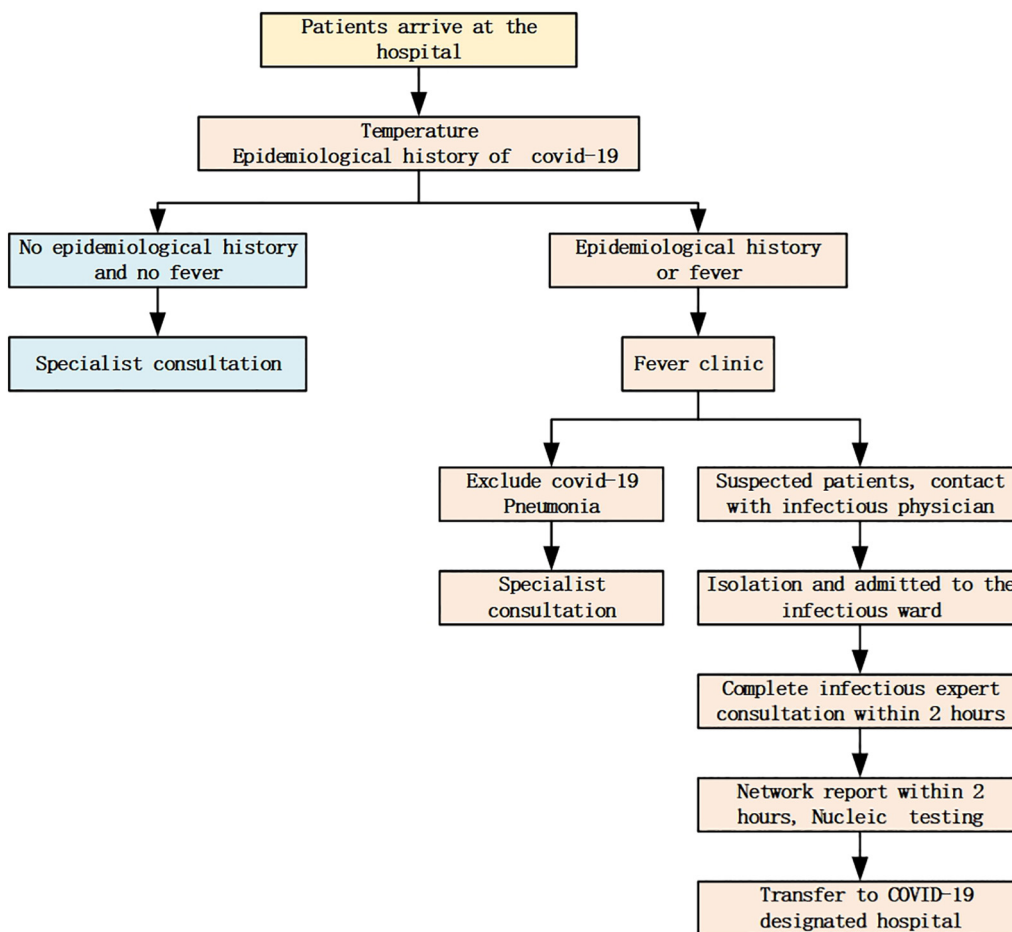 Patients arrive at the
hospital
Temperature
Epidemiological history of covid-19
No epidemiological history
and no fever
Epidemiological history
or fever
Specialist consultation
Fever clinic
Exclude covid-19
Pneumonia
Suspected patients, contact
with infectious physician
Specialist
consultation
Isolation and admitted to the
infectious ward
Complete infectious expert
consultation within 2 hours
Network report within 2
hours, Nucleic testing
Transfer to COVID-19
designated hospital